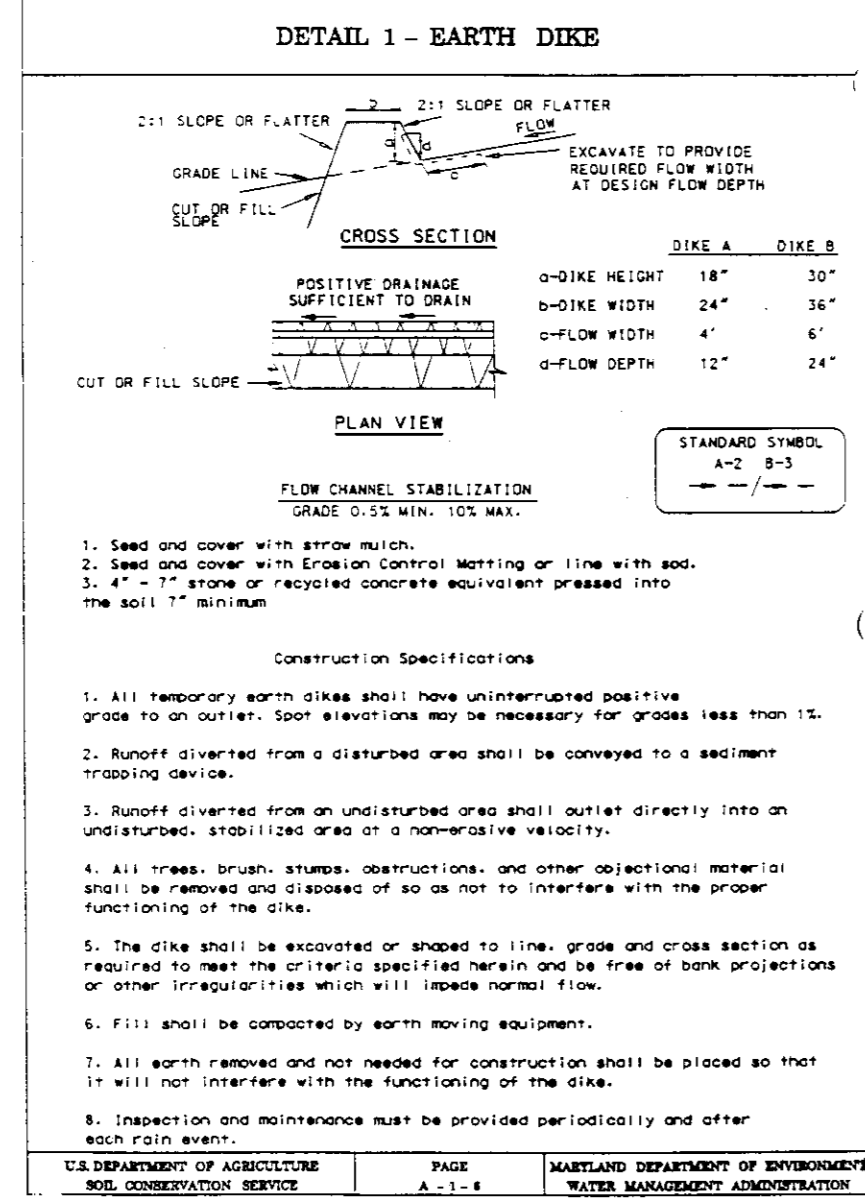 DETAIL 1 - EARTH DIKE
b
2:1 SLOPE OR FLATTER
2:1 SLOPE OR FLATTER
FLOW
a
d
EXCAVATE TO PROVIDE
REQUIRED FLOW WIDTH
AT DESIGN FLOW DEPTH
GRADE LINE
c
CUT OR FILL
SLOPE
CROSS SECTION
DIKE A DIKE B
a-DIKE HEIGHT 18" 30"
b-DIKE WIDTH 24" 36"
c-FLOW WIDTH 4' 6'
d-FLOW DEPTH 12" 24"
POSITIVE DRAINAGE
SUFFICIENT TO DRAIN
CUT OR FILL SLOPE
PLAN VIEW
STANDARD SYMBOL
A-2 B-3
/
FLOW CHANNEL STABILIZATION
GRADE 0.5% MIN. 10% MAX.
1. Seed and cover with straw mulch.
2. Seed and cover with Erosion Control Matting or line with sod.
3. 4" - 7" stone or recycled concrete equivalent pressed into
the soil 7" minimum
Construction Specifications
1. All temporary earth dikes shall have uninterrupted positive
grade to an outlet. Spot elevations may be necessary for grades less than 1%.
2. Runoff diverted from a disturbed area shall be conveyed to a sediment
trapping device.
3. Runoff diverted from an undisturbed area shall outlet directly into an
undisturbed, stabilized area at a non-erosive velocity.
4. All trees, brush, stumps, obstructions, and other objectional material
shall be removed and disposed of so as not to interfere with the proper
functioning of the dike.
5. The dike shall be excavated or shaped to line, grade and cross section as
required to meet the criteria specified herein and be free of bank projections
or other irregularities which will impede normal flow.
6. Fill shall be compacted by earth moving equipment.
7. All earth removed and not needed for construction shall be placed so that
it will not interfere with the functioning of the dike.
8. Inspection and maintenance must be provided periodically and after
each rain event.
U.S. DEPARTMENT OF AGRICULTURE
SOIL CONSERVATION SERVICE
PAGE
A - 1 - 6
MARYLAND DEPARTMENT OF ENVIRONMENT
WATER MANAGEMENT ADMINISTRATION